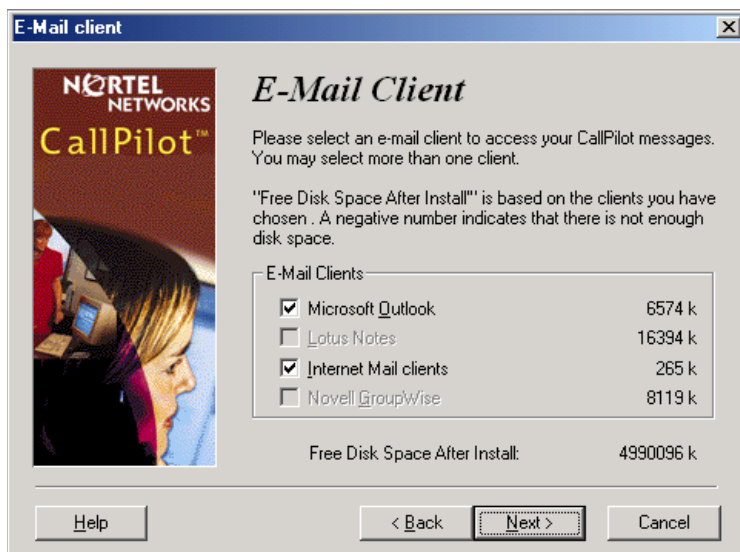 E-Mail client
NORTEL
NETWORKS
CallPilot™
E-Mail Client
Please select an e-mail client to access your CallPilot messages.
You may select more than one client.
"Free Disk Space After Install"' is based on the clients you have
chosen . A negative number indicates that there is not enough
disk space.
E-Mail Clients
Microsoft Outlook 6574 k
Lotus Notes 16394 k
Internet Mail clients 265 k
Novell GroupWise 8119 k
Free Disk Space After Install: 4990096 k
Help < Back Next > Cancel